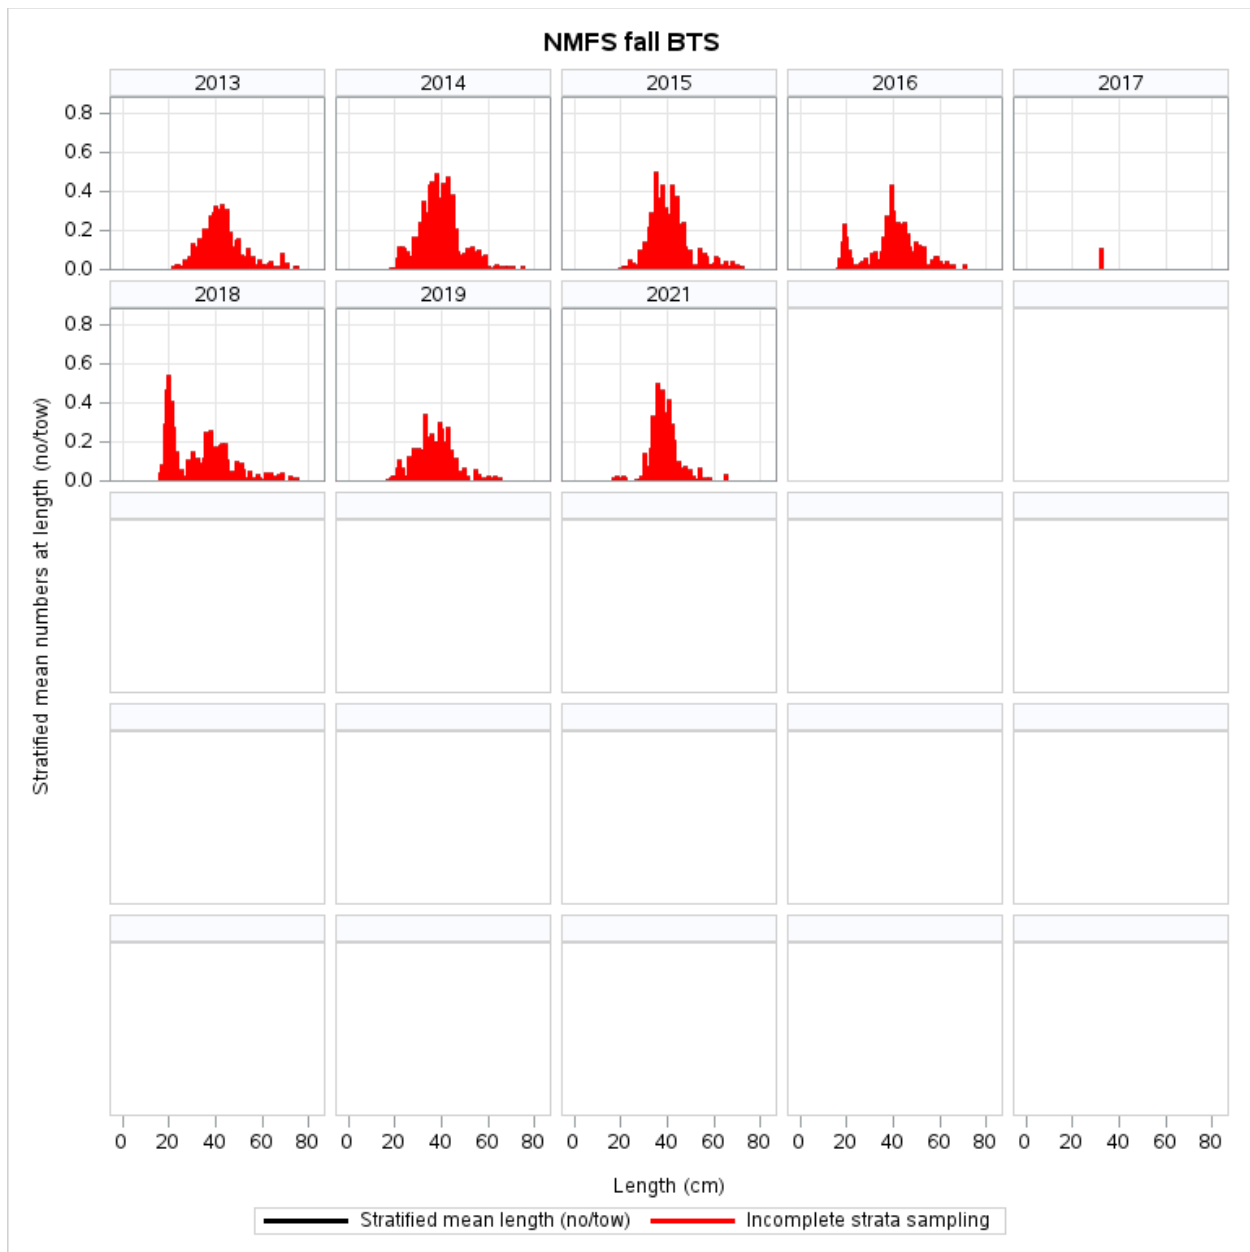 NMFS fall BTS
2013 2014 2015 2016 2017
0.8
0.6
0.4
0.2
0.0
2018 2019 2021
0.8
0.6
0.4
0.2
0.0
Stratified mean numbers at length (no/tow)
0 20 40 60 80 0 20 40 60 80 0 20 40 60 80 0 20 40 60 80 0 20 40 60 80
Length (cm)
Stratified mean length (no/tow) Incomplete strata sampling